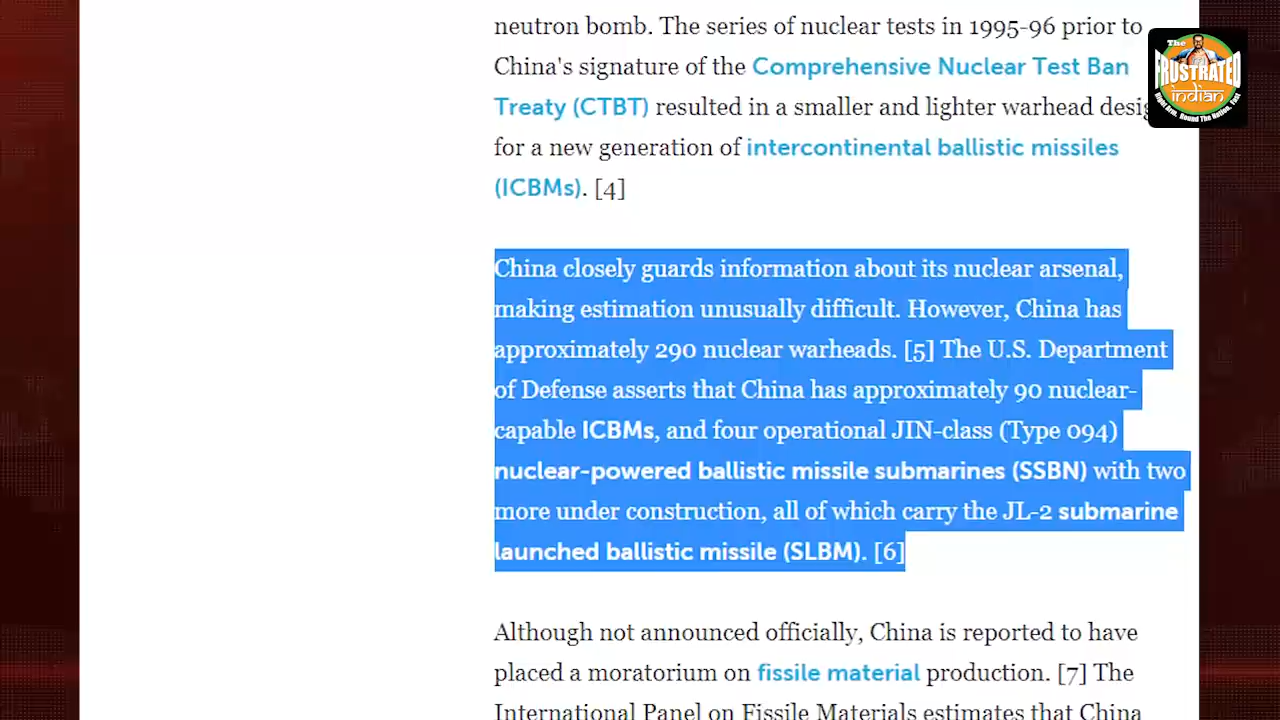 neutron bomb. The series of nuclear tests in 1995-96 prior to
China's signature of the Comprehensive Nuclear Test Ban
Treaty (CTBT) resulted in a smaller and lighter warhead
for a new generation of intercontinental ballistic missiles
(ICBMs). [4]
China closely guards information about its nuclear arsenal,
making estimation unusually difficult. However, China has
approximately 290 nuclear warheads. [5] The U.S. Department
of Defense asserts that China has approximately 90 nuclear-
capable ICBMs, and four operational JIN-class (Type 094)
nuclear-powered ballistic missile submarines (SSBN) with two
more under construction, all of which carry the JL-2 submarine
launched ballistic missile (SLBM). [6]
Although not announced officially, China is reported to have
placed a moratorium on fissile material production. [7] The
International Panel on Fissile Materials estimates that China
The
FRUSTRATED
indian
Right Arm. Round The Nation. Fast